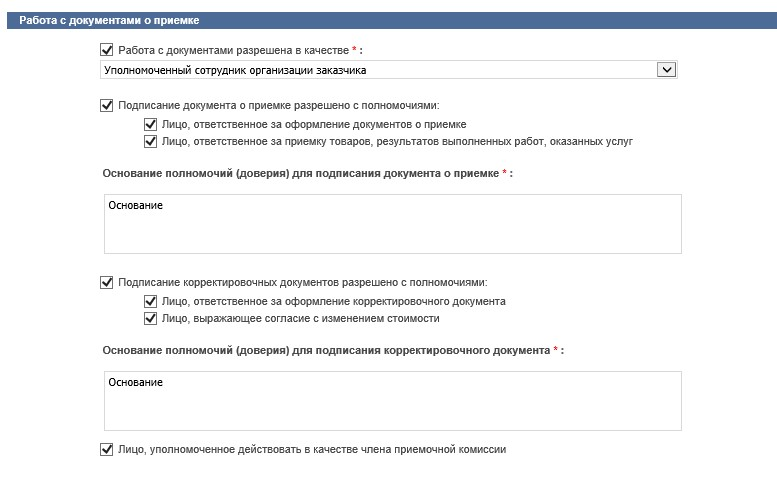 Работа с документами о приемке
Работа с документами разрешена в качестве * :
Уполномоченный сотрудник организации заказчика
Подписание документа о приемке разрешено с полномочиями:
Лицо, ответственное за оформление документов о приемке
Лицо, ответственное за приемку товаров, результатов выполненных работ, оказанных услуг
Основание полномочий (доверия) для подписания документа о приемке * :
Основание
Подписание корректировочных документов разрешено с полномочиями:
Лицо, ответственное за оформление корректировочного документа
Лицо, выражающее согласие с изменением стоимости
Основание полномочий (доверия) для подписания корректировочного документа * :
Основание
Лицо, уполномоченное действовать в качестве члена приемочной комиссии